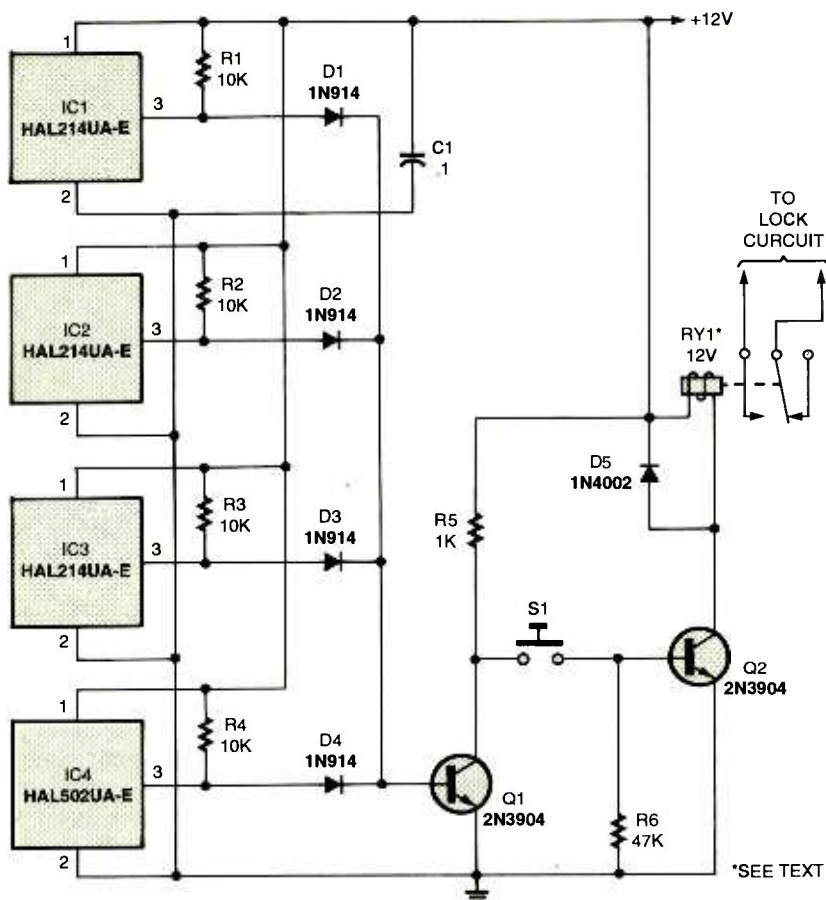 1
+12V
R1
10K
D1
1N914
IC1
HAL214UA-E
3
C1
.1
2
TO
LOCK
CURCUIT
1
R2
10K
D2
1N914
IC2
HAL214UA-E
3
RY1*
12V
2
D5
1N4002
1
R3
10K
D3
1N914
R5
1K
IC3
HAL214UA-E
3
S1
2
Q2
2N3904
1
R4
10K
D4
1N914
IC4
HAL502UA-E
3
Q1
2N3904
R6
47K
2
*SEE TEXT